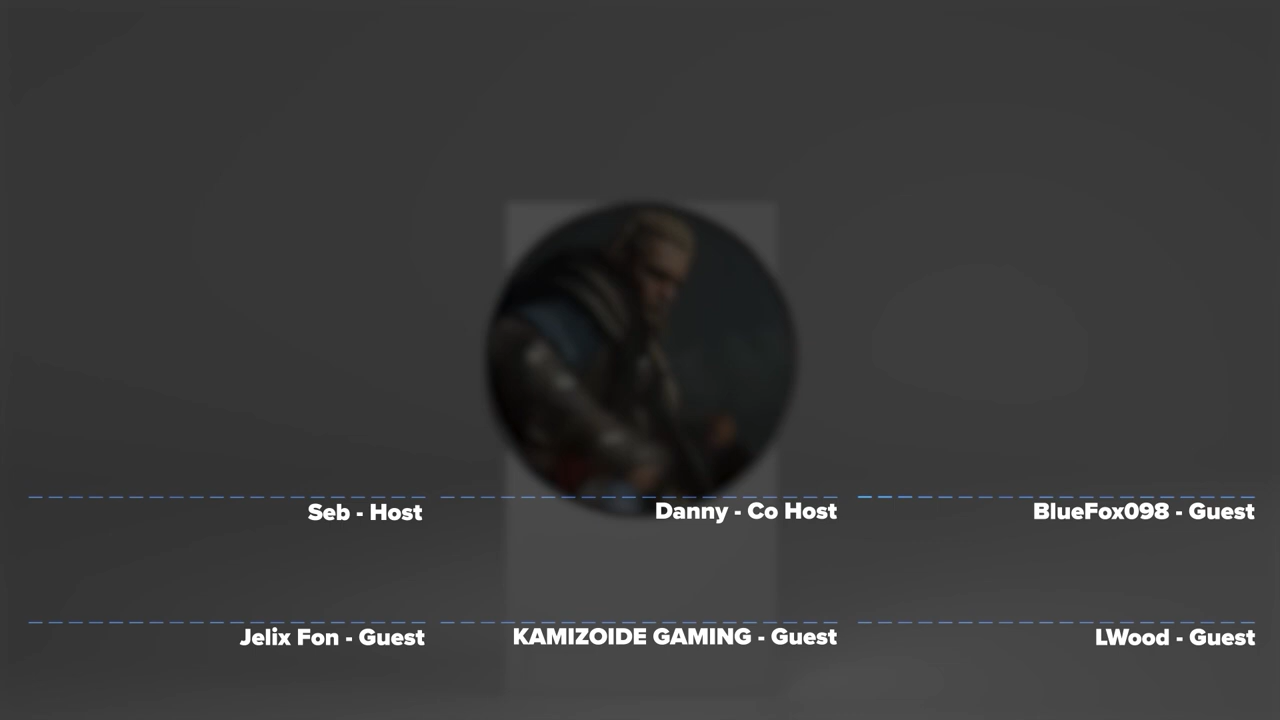 Seb - Host
Danny - Co Host
BlueFox098 - Guest
Jelix Fon - Guest
KAMIZOIDE GAMING - Guest
LWood - Guest